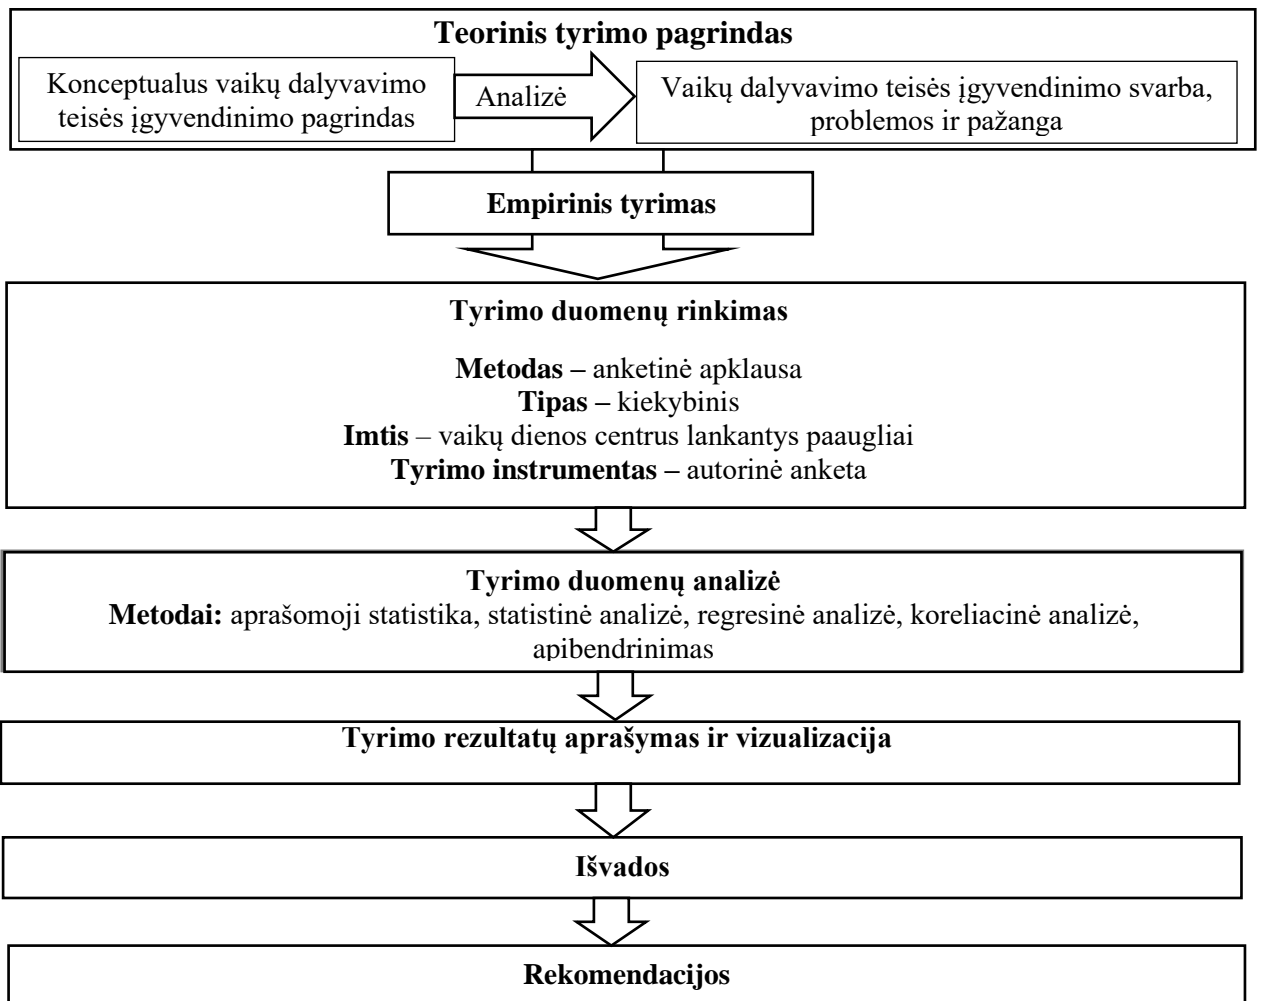 Teorinis tyrimo pagrindas
Konceptualus vaikų dalyvavimo
teisės įgyvendinimo pagrindas
Analizė
Vaikų dalyvavimo teisės įgyvendinimo svarba,
problemos ir pažanga
Empirinis tyrimas
Tyrimo duomenų rinkimas
Metodas – anketinė apklausa
Tipas – kiekybinis
Imtis – vaikų dienos centrus lankantys paaugliai
Tyrimo instrumentas – autorinė anketa
Tyrimo duomenų analizė
Metodai: aprašomoji statistika, statistinė analizė, regresinė analizė, koreliacinė analizė,
apibendrinimas
Tyrimo rezultatų aprašymas ir vizualizacija
Išvados
Rekomendacijos